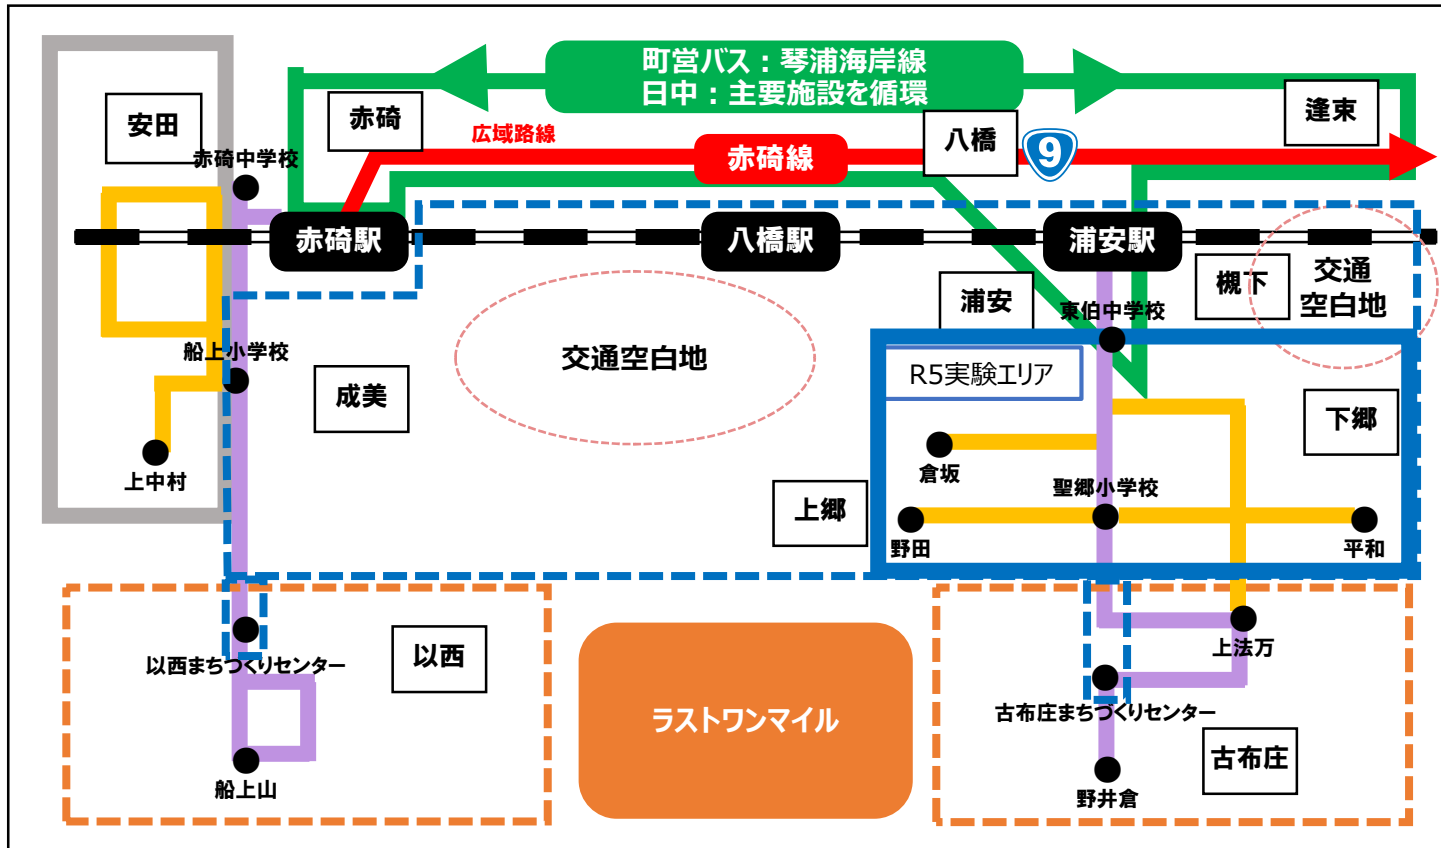 町営バス：琴浦海岸線
日中：主要施設を循環
安田
赤碕
広域路線
赤碕線
八橋
9
逢束
赤碕中学校
赤碕駅
八橋駅
浦安駅
槻下
交通
空白地
浦安
東伯中学校
船上小学校
交通空白地
R5実験エリア
成美
下郷
倉坂
上中村
上郷
聖郷小学校
野田
平和
以西
以西まちづくりセンター
ラストワンマイル
上法万
古布庄まちづくりセンター
古布庄
船上山
野井倉